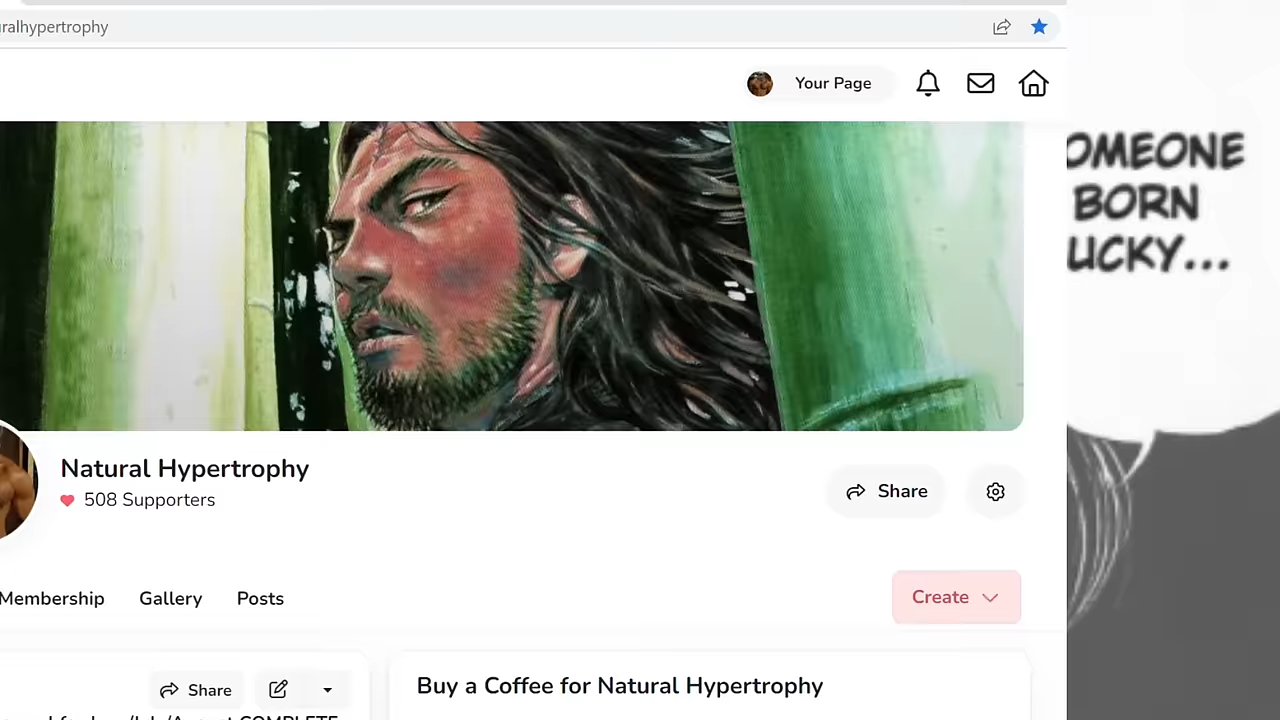 ralhypertrophy
Your Page
OMEONE
BORN
UCKY...
Natural Hypertrophy
508 Supporters
Share
Membership
Gallery
Posts
Create
Share
Buy a Coffee for Natural Hypertrophy
COMPLETE